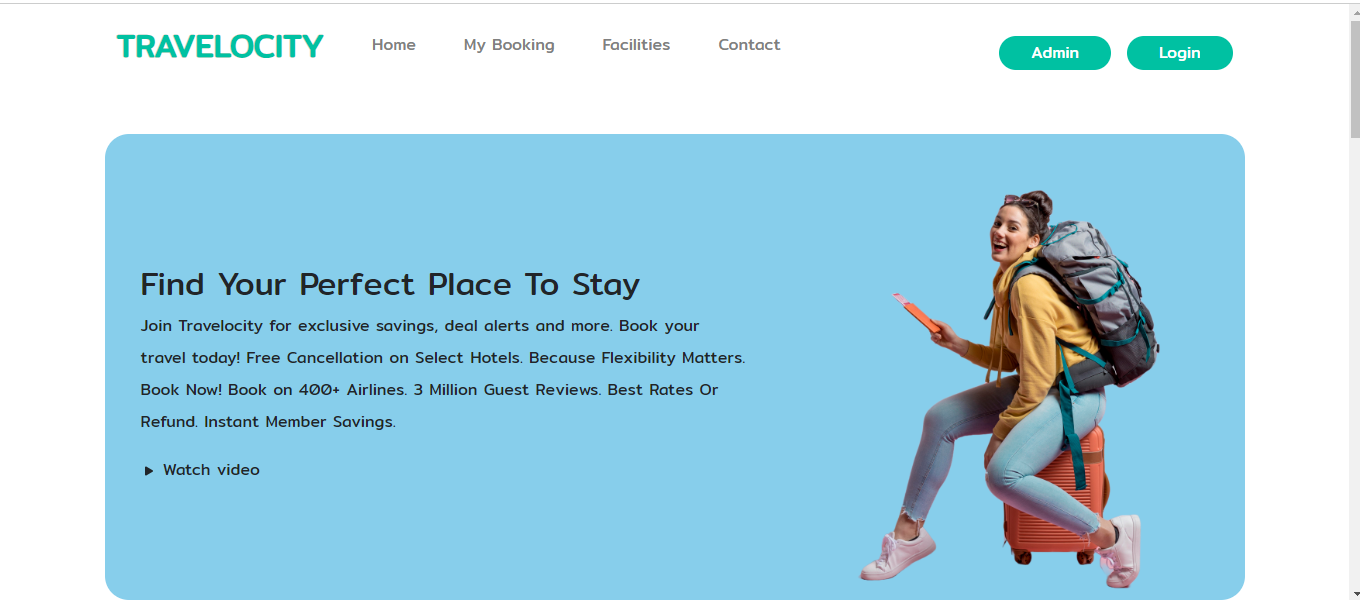 TRAVELOCITY Home My Booking Facilities Contact Admin Login
Find Your Perfect Place To Stay
Join Travelocity for exclusive savings, deal alerts and more. Book your
travel today! Free Cancellation on Select Hotels. Because Flexibility Matters.
Book Now! Book on 400+ Airlines. 3 Million Guest Reviews. Best Rates Or
Refund. Instant Member Savings.
Watch video